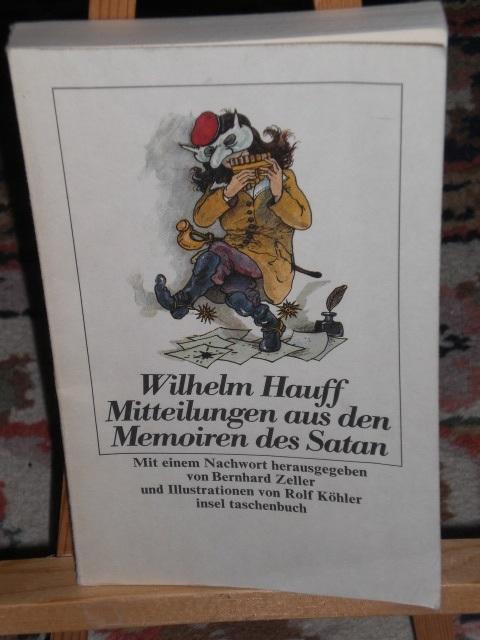 Wilhelm Hauff
Mitteilungen aus den
Memoiren des Satan
Mit einem Nachwort herausgegeben
von Bernhard Zeller
und Illustrationen von Rolf Köhler
insel taschenbuch